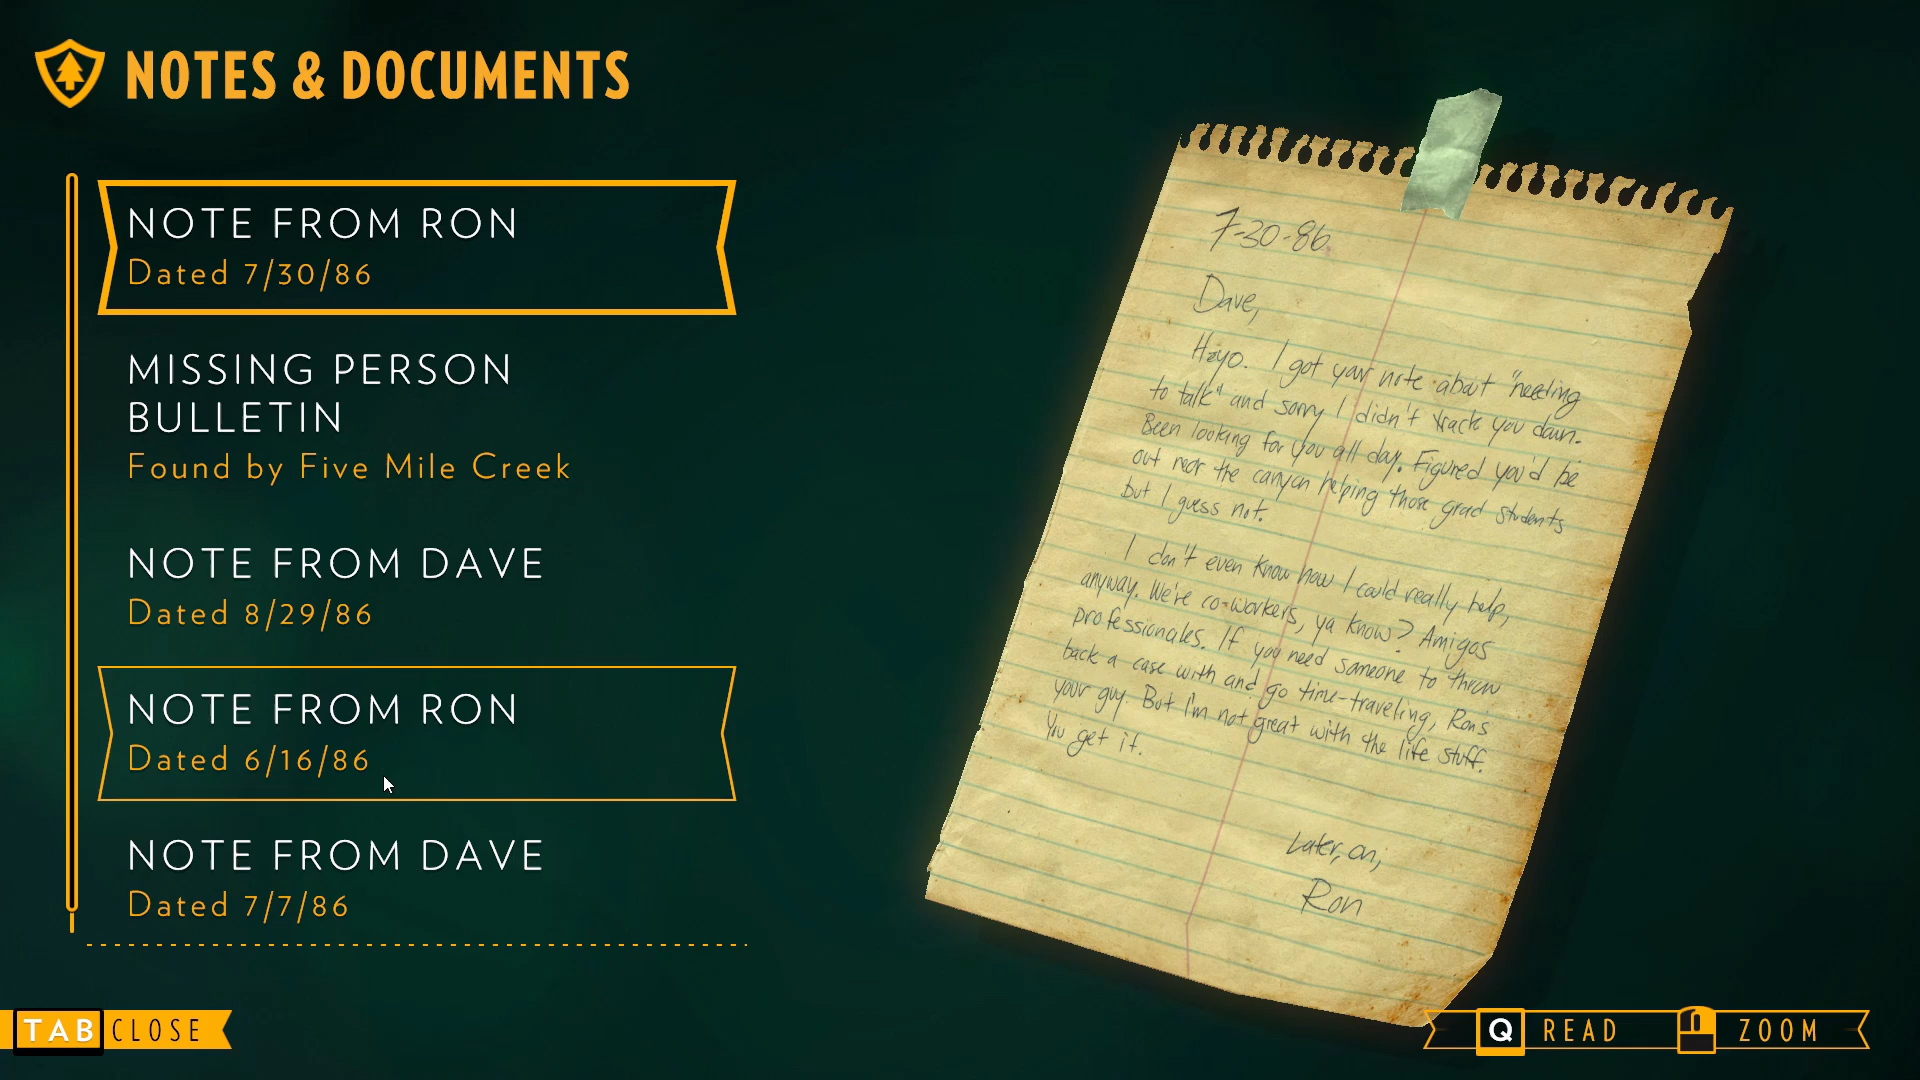 NOTES & DOCUMENTS
NOTE FROM RON
Dated 7/30/86
MISSING PERSON
BULLETIN
Found by Five Mile Creek
NOTE FROM DAVE
Dated 8/29/86
NOTE FROM RON
Dated 6/16/86
NOTE FROM DAVE
Dated 7/7/86
7-30-86
Dave,
Heyo. I got your note about "needing
to talk" and sorry I didn't track you down.
Been looking for you all day. Figured you'd be
out near the canyon helping those grad students
but I guess not.
I don't even know how I could really help,
anyway. We're co-workers, ya know? Amigos
professionales. If you need someone to throw
back a case with and go time-traveling, Ron's
your guy. But I'm not great with the life stuff.
You get it.
Later, on,
Ron
TAB CLOSE
Q READ ZOOM